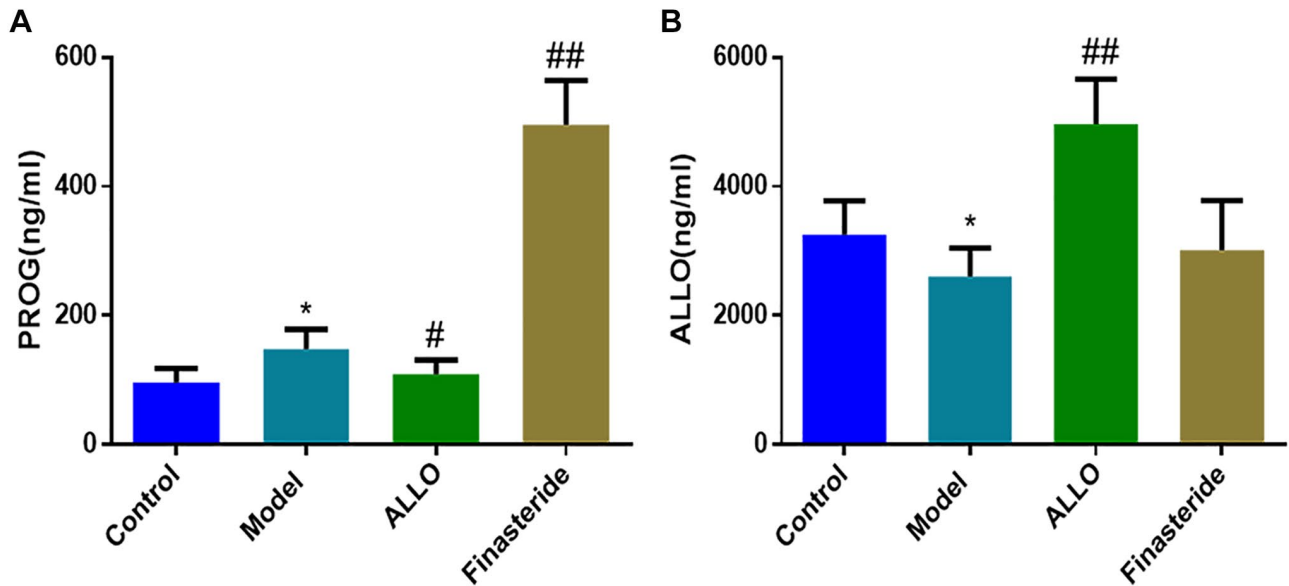 A
PROG(ng/ml)
600
400
200
0
*
#
##
Control
Model
ALLO
Finasteride
B
ALLO(ng/ml)
6000
4000
2000
0
*
##
Control
Model
ALLO
Finasteride